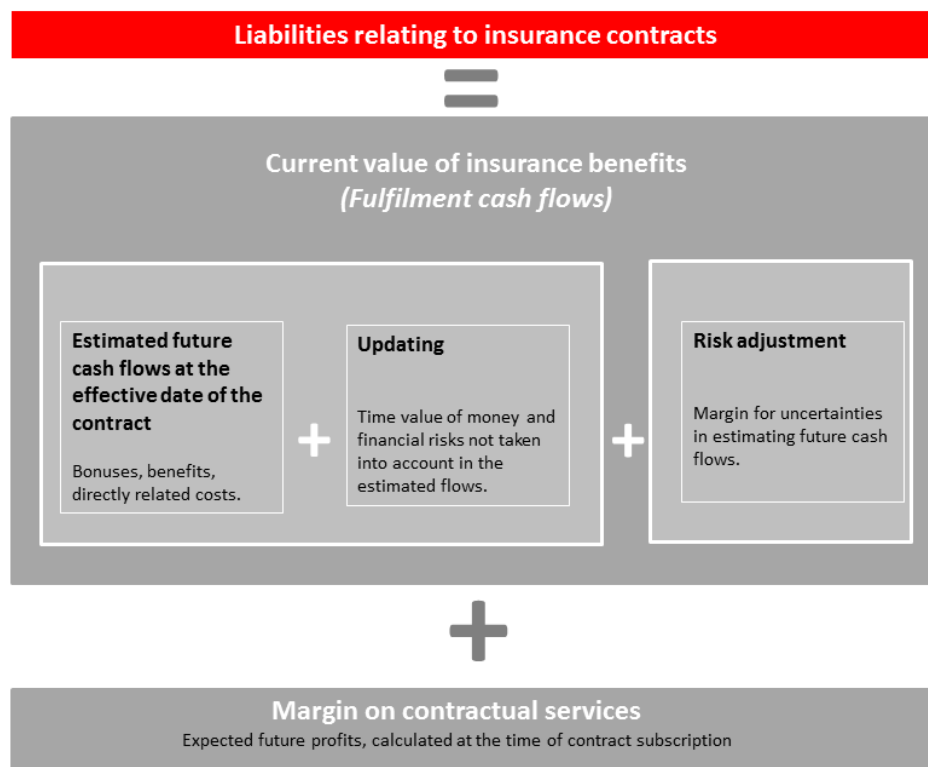 Liabilities relating to insurance contracts
=
Current value of insurance benefits
(Fulfilment cash flows)
Estimated future
cash flows at the
effective date of the
contract
Bonuses, benefits,
directly related costs.
+
Updating
Time value of money and
financial risks not taken
into account in the
estimated flows.
+
Risk adjustment
Margin for uncertainties
in estimating future cash
flows.
+
Margin on contractual services
Expected future profits, calculated at the time of contract subscription